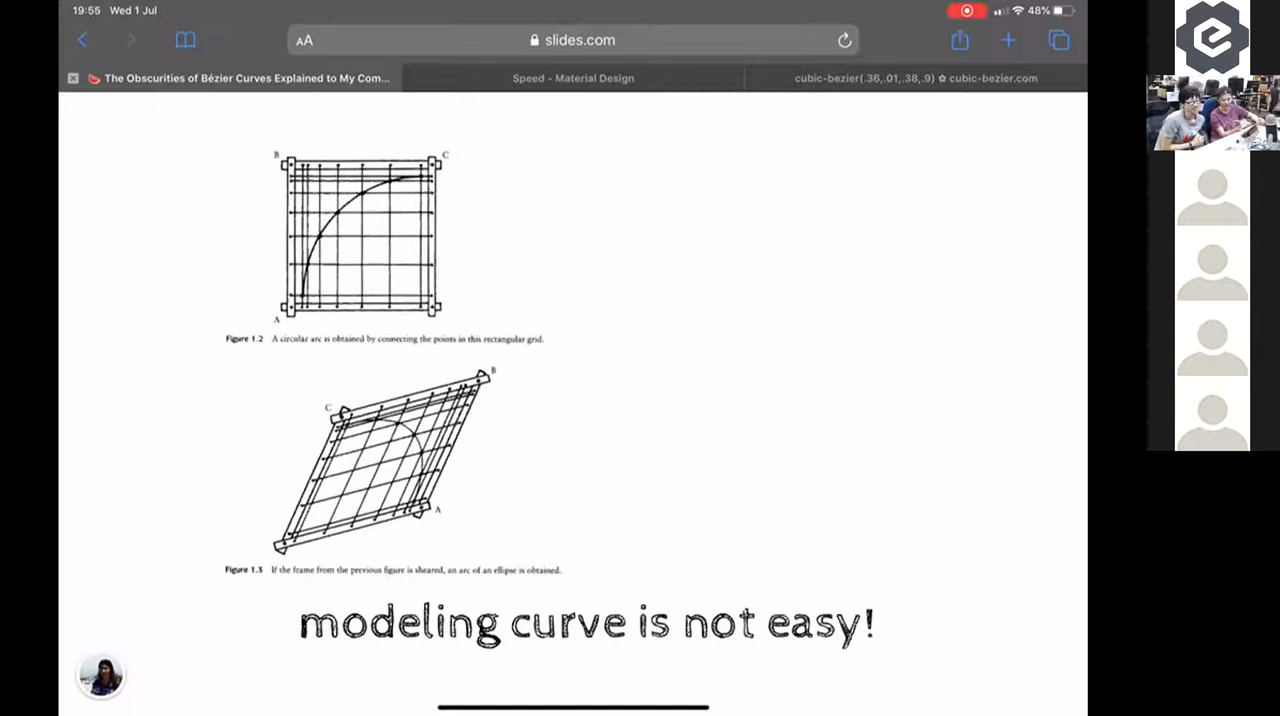 19:55 Wed 1 Jul
48%
AA
slides.com
The Obscurities of Bézier Curves Explained to My Com...
Speed - Material Design
cubic-bezier(.36,.01,.38,.9) ✿ cubic-bezier.com
B
C
A
Figure 1.2 A circular arc is obtained by connecting the points in this rectangular grid.
B
C
A
Figure 1.3 If the frame from the previous figure is sheared, an arc of an ellipse is obtained.
modeling curve is not easy!